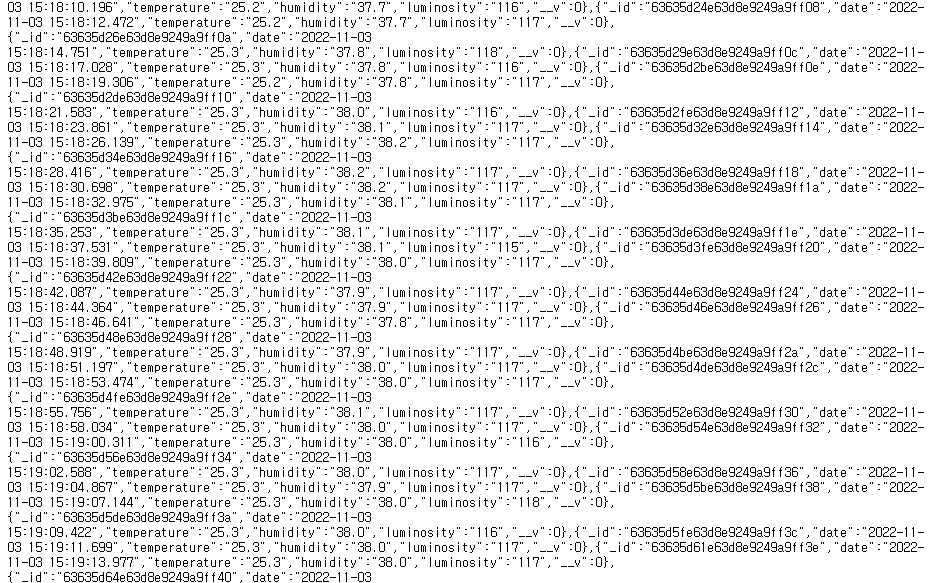 03 15:18:10.196","temperature":"25.2","humidity":"37.7","luminosity":"116","__v":0},{"_id":"63635d24e63d8e9249a9ff08","date":"2022-
11-03 15:18:12.472","temperature":"25.2","humidity":"37.7","luminosity":"117","__v":0},
{"_id":"63635d26e63d8e9249a9ff0a","date":"2022-11-03
15:18:14.751","temperature":"25.3","humidity":"37.8","luminosity":"118","__v":0},{"_id":"63635d29e63d8e9249a9ff0c","date":"2022-11-
03 15:18:17.028","temperature":"25.3","humidity":"37.8","luminosity":"116","__v":0},{"_id":"63635d2be63d8e9249a9ff0e","date":"2022-
11-03 15:18:19.306","temperature":"25.2","humidity":"37.8","luminosity":"117","__v":0},
{"_id":"63635d2de63d8e9249a9ff10","date":"2022-11-03
15:18:21.583","temperature":"25.3","humidity":"38.0","luminosity":"116","__v":0},{"_id":"63635d2fe63d8e9249a9ff12","date":"2022-11-
03 15:18:23.861","temperature":"25.3","humidity":"38.1","luminosity":"117","__v":0},{"_id":"63635d32e63d8e9249a9ff14","date":"2022-
11-03 15:18:26.139","temperature":"25.3","humidity":"38.2","luminosity":"117","__v":0},
{"_id":"63635d34e63d8e9249a9ff16","date":"2022-11-03
15:18:28.416","temperature":"25.3","humidity":"38.2","luminosity":"117","__v":0},{"_id":"63635d36e63d8e9249a9ff18","date":"2022-11-
03 15:18:30.698","temperature":"25.3","humidity":"38.2","luminosity":"117","__v":0},{"_id":"63635d38e63d8e9249a9ff1a","date":"2022-
11-03 15:18:32.975","temperature":"25.3","humidity":"38.1","luminosity":"117","__v":0},
{"_id":"63635d3be63d8e9249a9ff1c","date":"2022-11-03
15:18:35.253","temperature":"25.3","humidity":"38.1","luminosity":"117","__v":0},{"_id":"63635d3de63d8e9249a9ff1e","date":"2022-11-
03 15:18:37.531","temperature":"25.3","humidity":"38.1","luminosity":"115","__v":0},{"_id":"63635d3fe63d8e9249a9ff20","date":"2022-
11-03 15:18:39.809","temperature":"25.3","humidity":"38.0","luminosity":"117","__v":0},
{"_id":"63635d42e63d8e9249a9ff22","date":"2022-11-03
15:18:42.087","temperature":"25.3","humidity":"37.9","luminosity":"117","__v":0},{"_id":"63635d44e63d8e9249a9ff24","date":"2022-11-
03 15:18:44.364","temperature":"25.3","humidity":"37.9","luminosity":"117","__v":0},{"_id":"63635d46e63d8e9249a9ff26","date":"2022-
11-03 15:18:46.641","temperature":"25.3","humidity":"37.8","luminosity":"117","__v":0},
{"_id":"63635d48e63d8e9249a9ff28","date":"2022-11-03
15:18:48.919","temperature":"25.3","humidity":"37.9","luminosity":"117","__v":0},{"_id":"63635d4be63d8e9249a9ff2a","date":"2022-11-
03 15:18:51.197","temperature":"25.3","humidity":"38.0","luminosity":"117","__v":0},{"_id":"63635d4de63d8e9249a9ff2c","date":"2022-
11-03 15:18:53.474","temperature":"25.3","humidity":"38.0","luminosity":"117","__v":0},
{"_id":"63635d4fe63d8e9249a9ff2e","date":"2022-11-03
15:18:55.756","temperature":"25.3","humidity":"38.1","luminosity":"117","__v":0},{"_id":"63635d52e63d8e9249a9ff30","date":"2022-11-
03 15:18:58.034","temperature":"25.3","humidity":"38.0","luminosity":"117","__v":0},{"_id":"63635d54e63d8e9249a9ff32","date":"2022-
11-03 15:19:00.311","temperature":"25.3","humidity":"38.0","luminosity":"116","__v":0},
{"_id":"63635d56e63d8e9249a9ff34","date":"2022-11-03
15:19:02.588","temperature":"25.3","humidity":"38.0","luminosity":"117","__v":0},{"_id":"63635d58e63d8e9249a9ff36","date":"2022-11-
03 15:19:04.867","temperature":"25.3","humidity":"37.9","luminosity":"117","__v":0},{"_id":"63635d5be63d8e9249a9ff38","date":"2022-
11-03 15:19:07.144","temperature":"25.3","humidity":"38.0","luminosity":"118","__v":0},
{"_id":"63635d5de63d8e9249a9ff3a","date":"2022-11-03
15:19:09.422","temperature":"25.3","humidity":"38.0","luminosity":"116","__v":0},{"_id":"63635d5fe63d8e9249a9ff3c","date":"2022-11-
03 15:19:11.699","temperature":"25.3","humidity":"38.0","luminosity":"117","__v":0},{"_id":"63635d61e63d8e9249a9ff3e","date":"2022-
11-03 15:19:13.977","temperature":"25.3","humidity":"38.0","luminosity":"117","__v":0},
{"_id":"63635d64e63d8e9249a9ff40","date":"2022-11-03